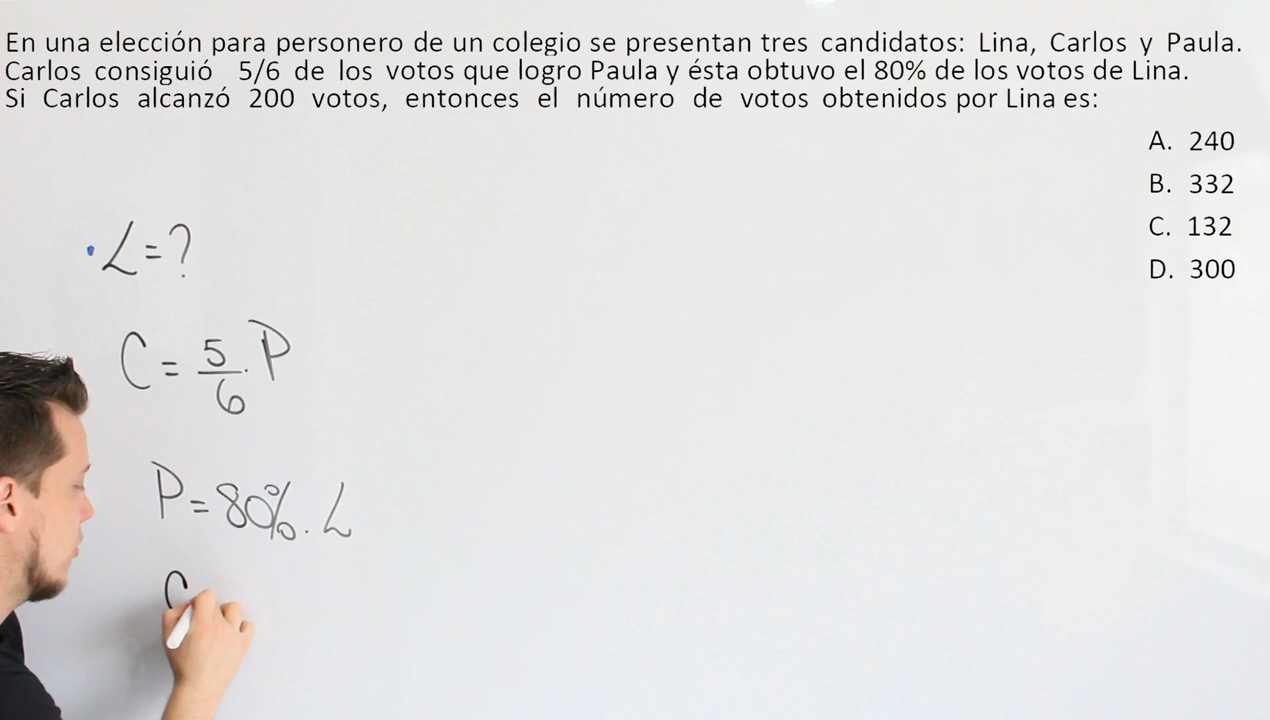 En una elección para personero de un colegio se presentan tres candidatos: Lina, Carlos y Paula.
Carlos consiguió 5/6 de los votos que logro Paula y ésta obtuvo el 80% de los votos de Lina.
Si Carlos alcanzó 200 votos, entonces el número de votos obtenidos por Lina es:
A. 240
B. 332
C. 132
D. 300
L=?
C = 5/6 . P
P = 80% . L
C